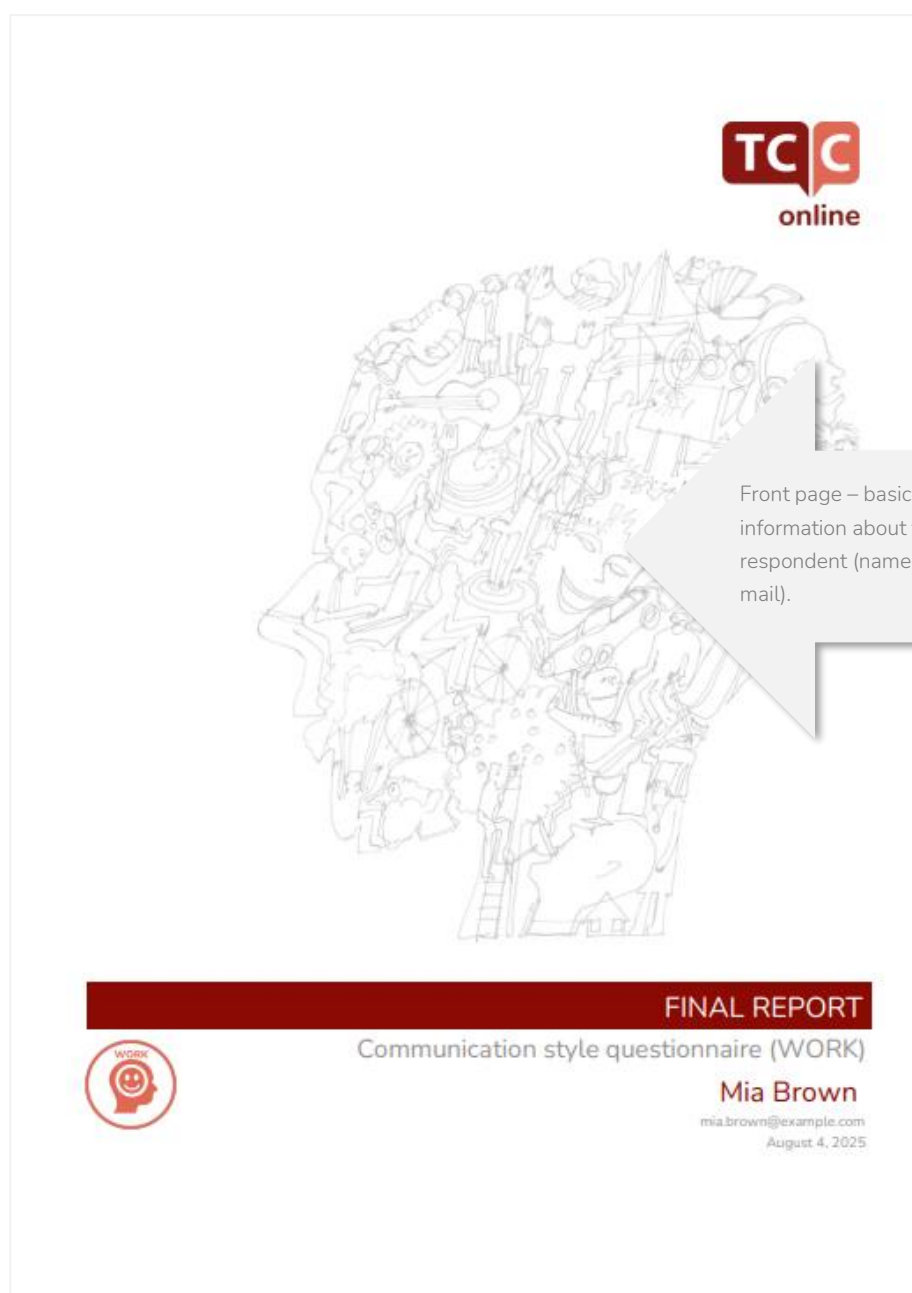 TC C
online
Front page – basic
information about
respondent (name
mail).
FINAL REPORT
WORK
Communication style questionnaire (WORK)
Mia Brown
mia.brown@example.com
August 4, 2025